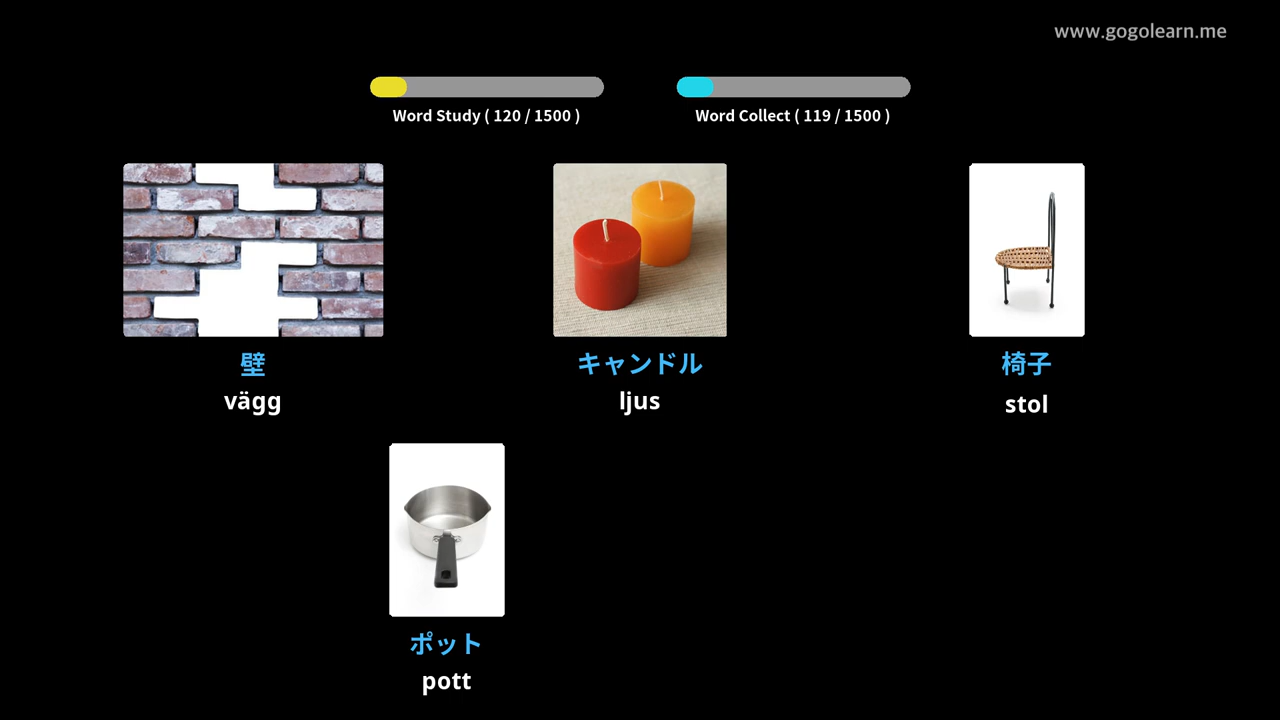 www.gogolearn.me
Word Study ( 120 / 1500 )
Word Collect ( 119 / 1500 )
壁
vägg
キャンドル
ljus
椅子
stol
ポット
pott